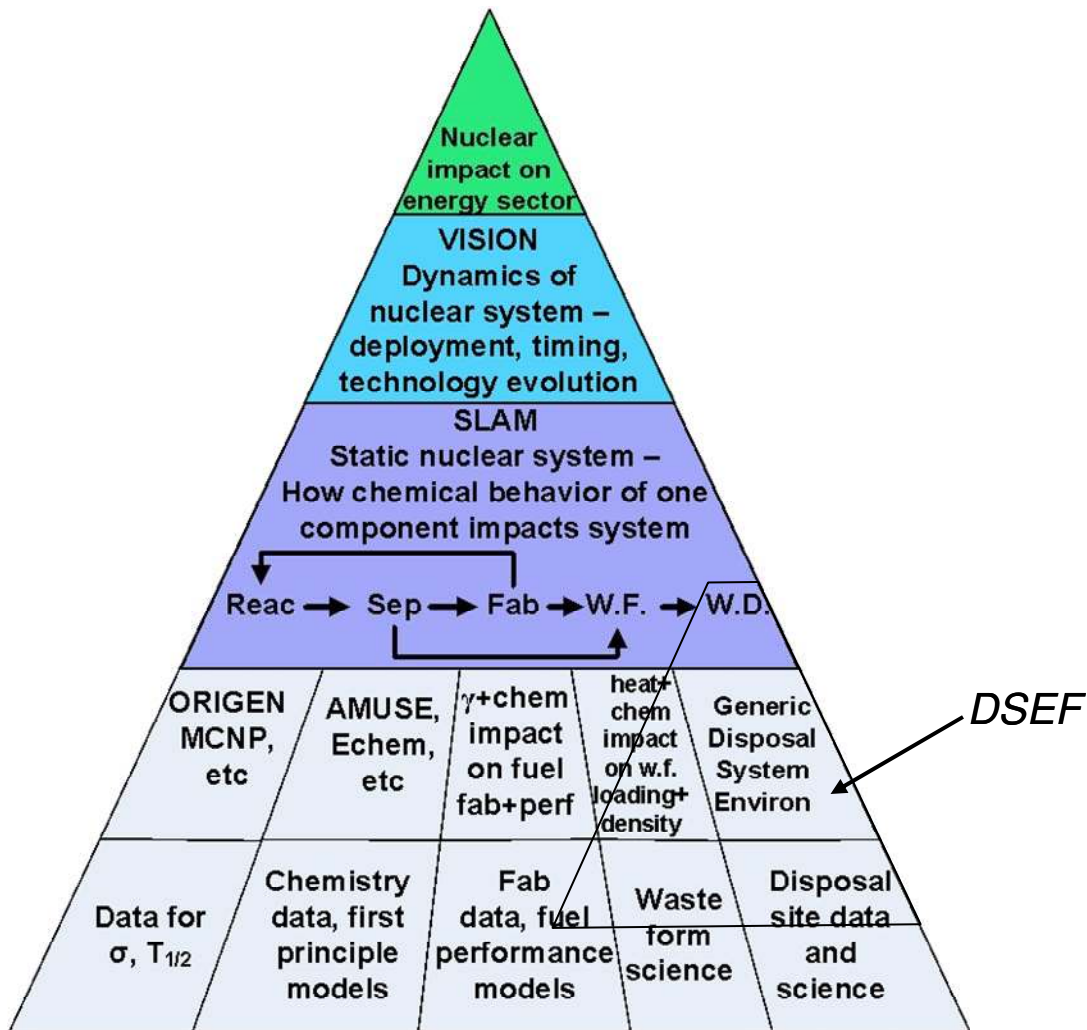 Nuclear
impact on
energy sector
VISION
Dynamics of
nuclear system –
deployment, timing,
technology evolution
SLAM
Static nuclear system –
How chemical behavior of one
component impacts system
Reac Sep Fab W.F. W.D.
ORIGEN
MCNP,
etc
AMUSE,
Echem,
etc
γ+chem
impact
on fuel
fab+perf
heat+
chem
impact
on w.f.
loading+
density
Generic
Disposal
System
Environ
DSEF
Data for
σ, T1/2
Chemistry
data, first
principle
models
Fab
data, fuel
performance
models
Waste
form
science
Disposal
site data
and
science